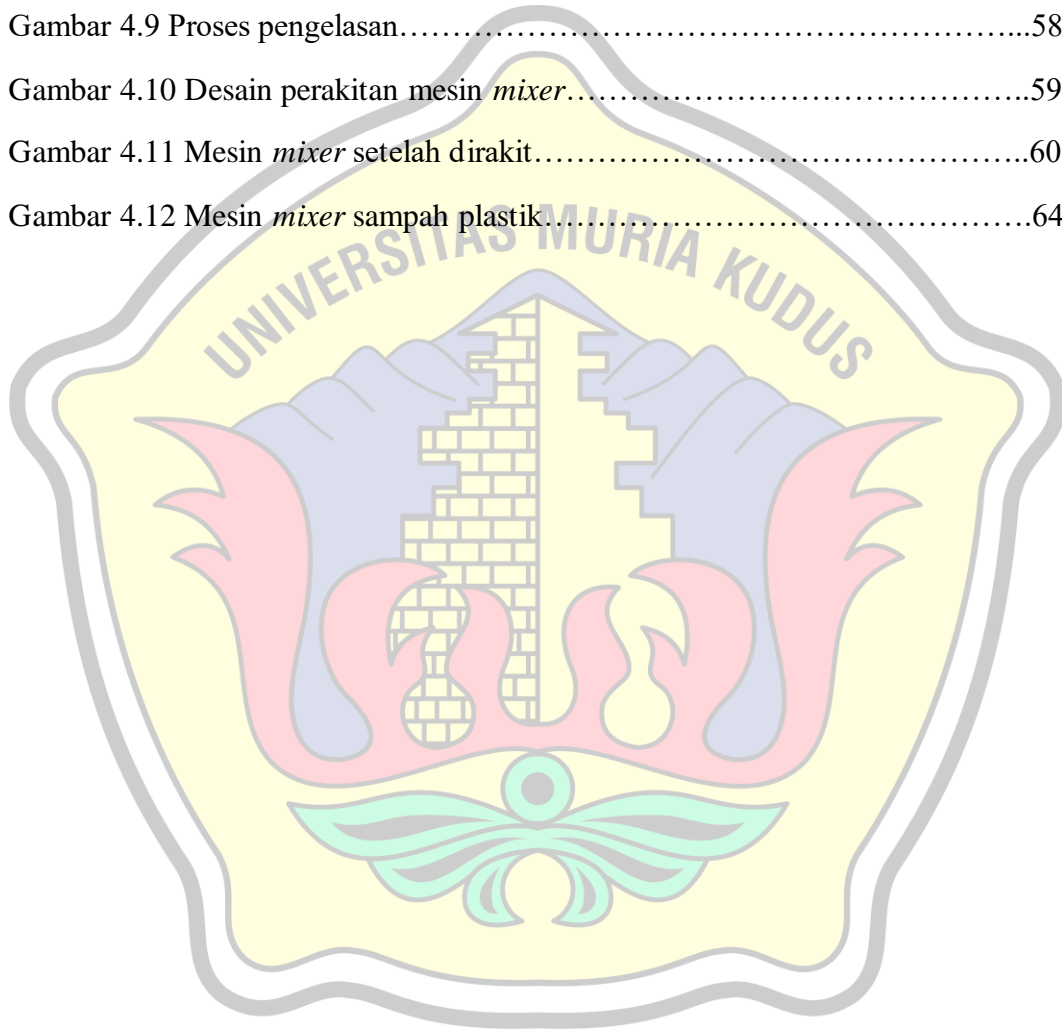 Gambar 4.9 Proses pengelasan…………………………………………………...58
Gambar 4.10 Desain perakitan mesin mixer……………………………………..59
Gambar 4.11 Mesin mixer setelah dirakit………………………………………..60
Gambar 4.12 Mesin mixer sampah plastik……………………………………….64
UNIVERSITAS MURIA KUDUS